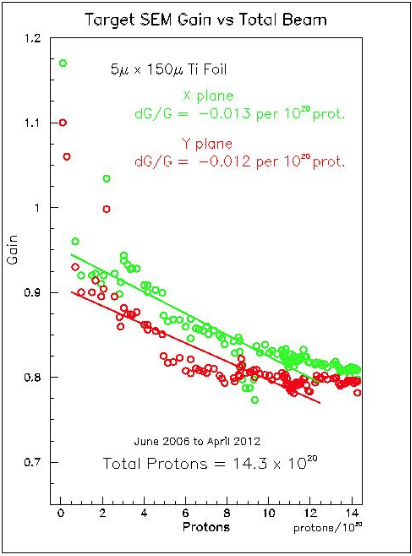 Target SEM Gain vs Total Beam
1.2
5μ x 150μ Ti Foil
X plane
dG/G = −0.013 per 10²⁰ prot.
1.1
Y plane
dG/G = −0.012 per 10²⁰ prot.
1
Gain
0.9
0.8
June 2006 to April 2012
Total Protons = 14.3 x 10²⁰
0.7
0 2 4 6 8 10 12 14
Protons protons/10²⁰